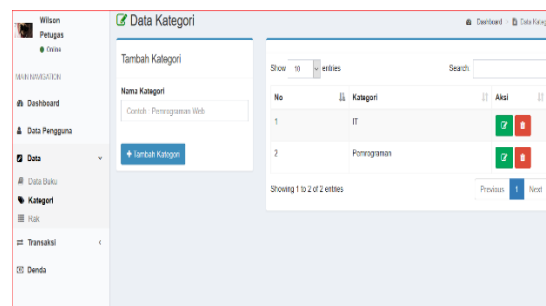 Wilson
Petugas
Online
MAIN NAVIGATION
Dashboard
Data Pengguna
Data
Data Buku
Kategori
Rak
Transaksi
Denda
Data Kategori
Dashboard > Data Kateg
Tambah Kategori
Nama Kategori
Contoh : Pemrograman Web
+ Tambah Kategori
Show 10 entries
Search:
No Kategori Aksi
1 IT
2 Pemrograman
Showing 1 to 2 of 2 entries
Previous 1 Next